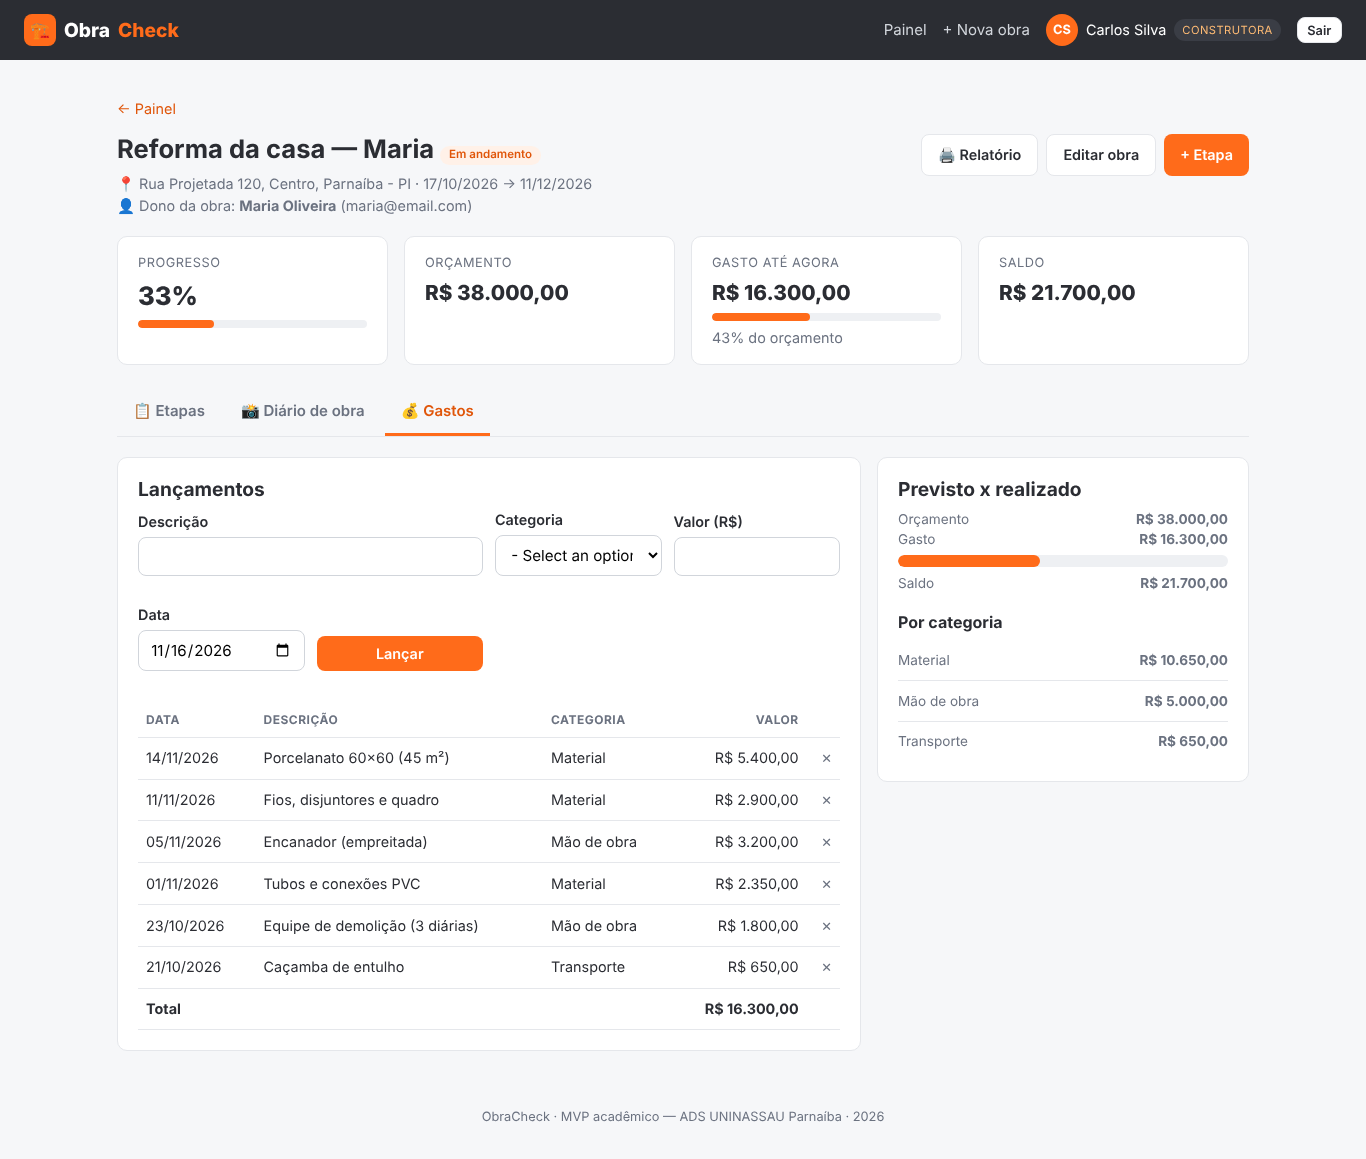 Obra Check
Painel
+ Nova obra
CS
Carlos Silva
CONSTRUTORA
Sair
← Painel
Reforma da casa — Maria
Em andamento
Relatório
Editar obra
+ Etapa
Rua Projetada 120, Centro, Parnaíba - PI · 17/10/2026 → 11/12/2026
Dono da obra: Maria Oliveira (maria@email.com)
PROGRESSO
33%
ORÇAMENTO
R$ 38.000,00
GASTO ATÉ AGORA
R$ 16.300,00
43% do orçamento
SALDO
R$ 21.700,00
Etapas
Diário de obra
Gastos
Lançamentos
Descrição
Categoria
- Select an option
Valor (R$)
Data
11/16/2026
Lançar
DATA DESCRIÇÃO CATEGORIA VALOR
14/11/2026 Porcelanato 60×60 (45 m²) Material R$ 5.400,00 ×
11/11/2026 Fios, disjuntores e quadro Material R$ 2.900,00 ×
05/11/2026 Encanador (empreitada) Mão de obra R$ 3.200,00 ×
01/11/2026 Tubos e conexões PVC Material R$ 2.350,00 ×
23/10/2026 Equipe de demolição (3 diárias) Mão de obra R$ 1.800,00 ×
21/10/2026 Caçamba de entulho Transporte R$ 650,00 ×
Total R$ 16.300,00
Previsto x realizado
Orçamento R$ 38.000,00
Gasto R$ 16.300,00
Saldo R$ 21.700,00
Por categoria
Material R$ 10.650,00
Mão de obra R$ 5.000,00
Transporte R$ 650,00
ObraCheck · MVP acadêmico — ADS UNINASSAU Parnaíba · 2026